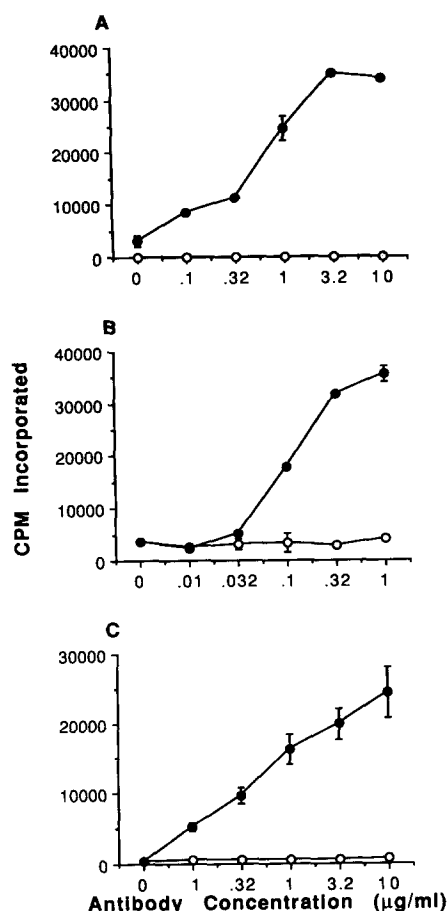 A
40000
30000
20000
10000
0
0 .1 .32 1 3.2 10
B
40000
30000
20000
10000
0
0 .01 .032 .1 .32 1
CPM Incorporated
C
30000
20000
10000
0
0 1 .32 1 3.2 10
Antibody Concentration (µg/ml)